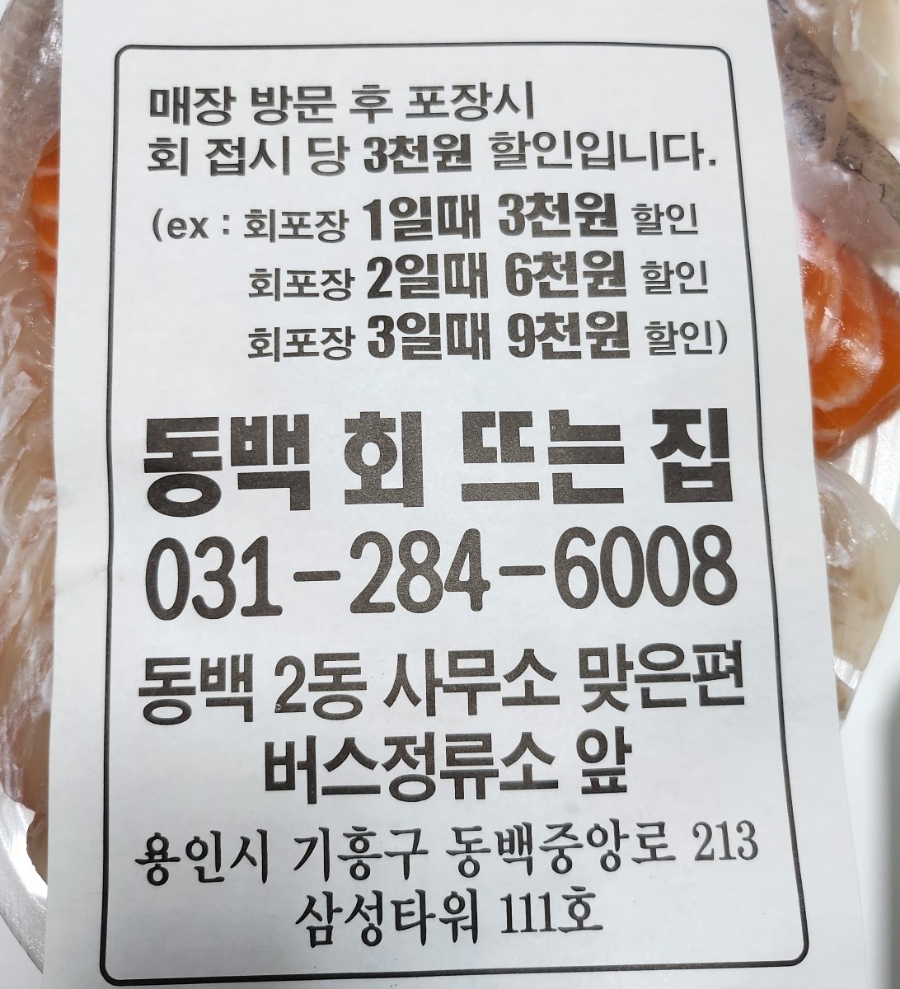 매장 방문 후 포장시
회 접시 당 3천원 할인입니다.
(ex : 회포장 1일때 3천원 할인
회포장 2일때 6천원 할인
회포장 3일때 9천원 할인)
동백 회 뜨는 집
031-284-6008
동백 2동 사무소 맞은편
버스정류소 앞
용인시 기흥구 동백중앙로 213
삼성타워 111호